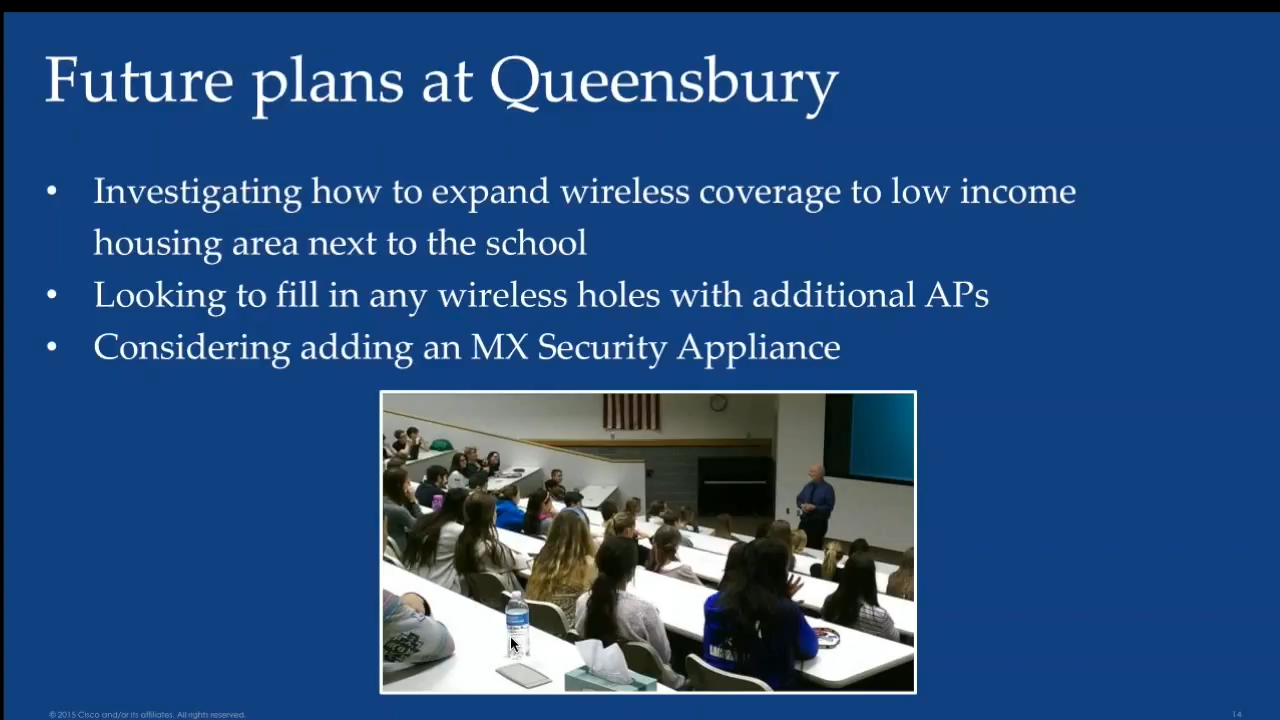 Future plans at Queensbury
• Investigating how to expand wireless coverage to low income
housing area next to the school
• Looking to fill in any wireless holes with additional APs
• Considering adding an MX Security Appliance
© 2015 Cisco and/or its affiliates. All rights reserved.
14